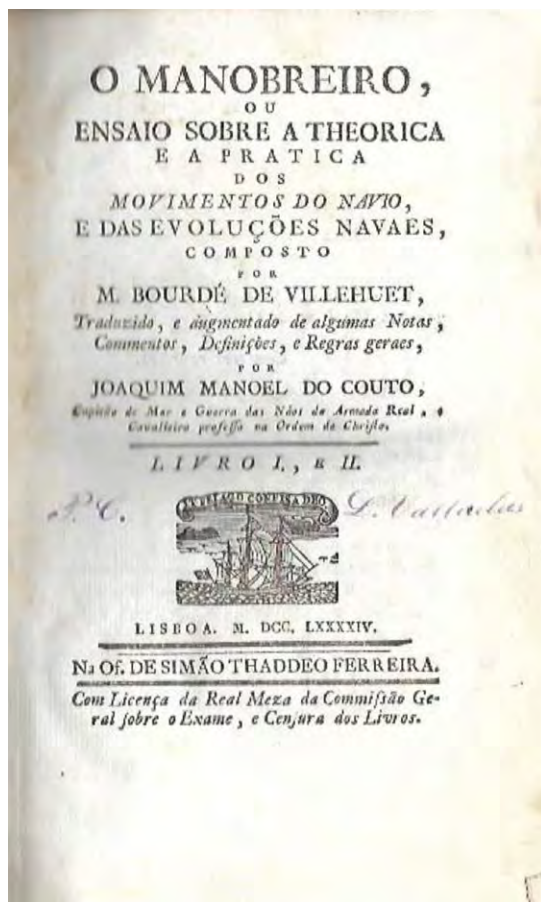 O MANOBREIRO,
OU
ENSAIO SOBRE A THEORICA
E A PRATICA
DOS
MOVIMENTOS DO NAVIO,
E DAS EVOLUÇÕES NAVAES,
COMPOSTO
POR
M. BOURDÉ DE VILLEHUET,
Traduzido, e augmentado de algumas Notas,
Commentos, Definições, e Regras geraes,
POR
JOAQUIM MANOEL DO COUTO,
Capitão de Mar e Guerra das Náos da Armada Real, e
Cavalleiro professo na Ordem de Christo.
LIVRO I., E II.
P. C.
LISBOA. M. DCC. LXXXXIV.
Na Of. DE SIMÃO THADDEO FERREIRA.
Com Licença da Real Meza da Commissão Ge-
ral sobre o Exame, e Censura dos Livros.